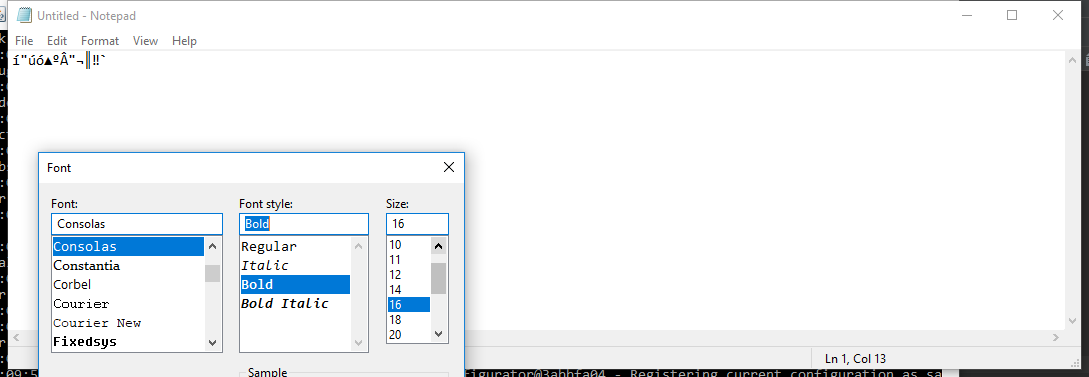 Untitled - Notepad
File Edit Format View Help
í"úó▲ºÂ"¬║‼`
Font
Font: Font style: Size:
Consolas Bold 16
Consolas Regular 10
Constantia Italic 11
Corbel Bold 12
Courier Bold Italic 14
Courier New 16
Fixedsys 18
20
Ln 1, Col 13
Sample
:09:5
figurator@3abbfa04 - Registering current configuration as sa